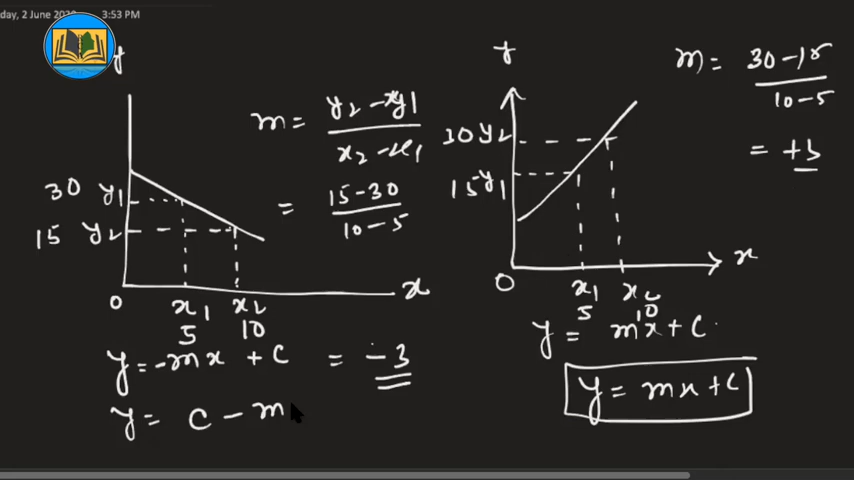 day, 2 June 2020 3:53 PM
y
m = y₂ - y₁ / x₂ - x₁
= 15 - 30 / 10 - 5
30 y₁
15 y₂
0 x₁ x₂ x
5 10
y = -mx + c = -3
y = c - m
Y
m = 30 - 15 / 10 - 5
= +3
30 y₂
15 y₁
0 x₁ x₂ x
5 10
y = mx + c
y = mx + c